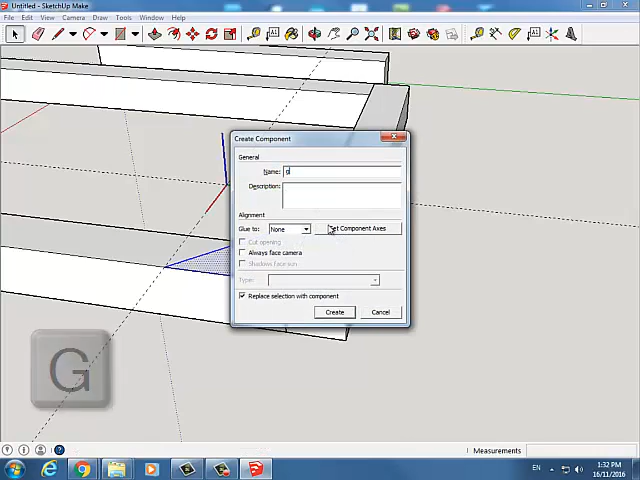 Untitled - SketchUp Make
File Edit View Camera Draw Tools Window Help
Create Component
General
Name: g
Description:
Alignment
Glue to: None
Set Component Axes
Cut opening
Always face camera
Shadows face sun
Type:
Replace selection with component
Create Cancel
G
Measurements
EN 1:32 PM
16/11/2016